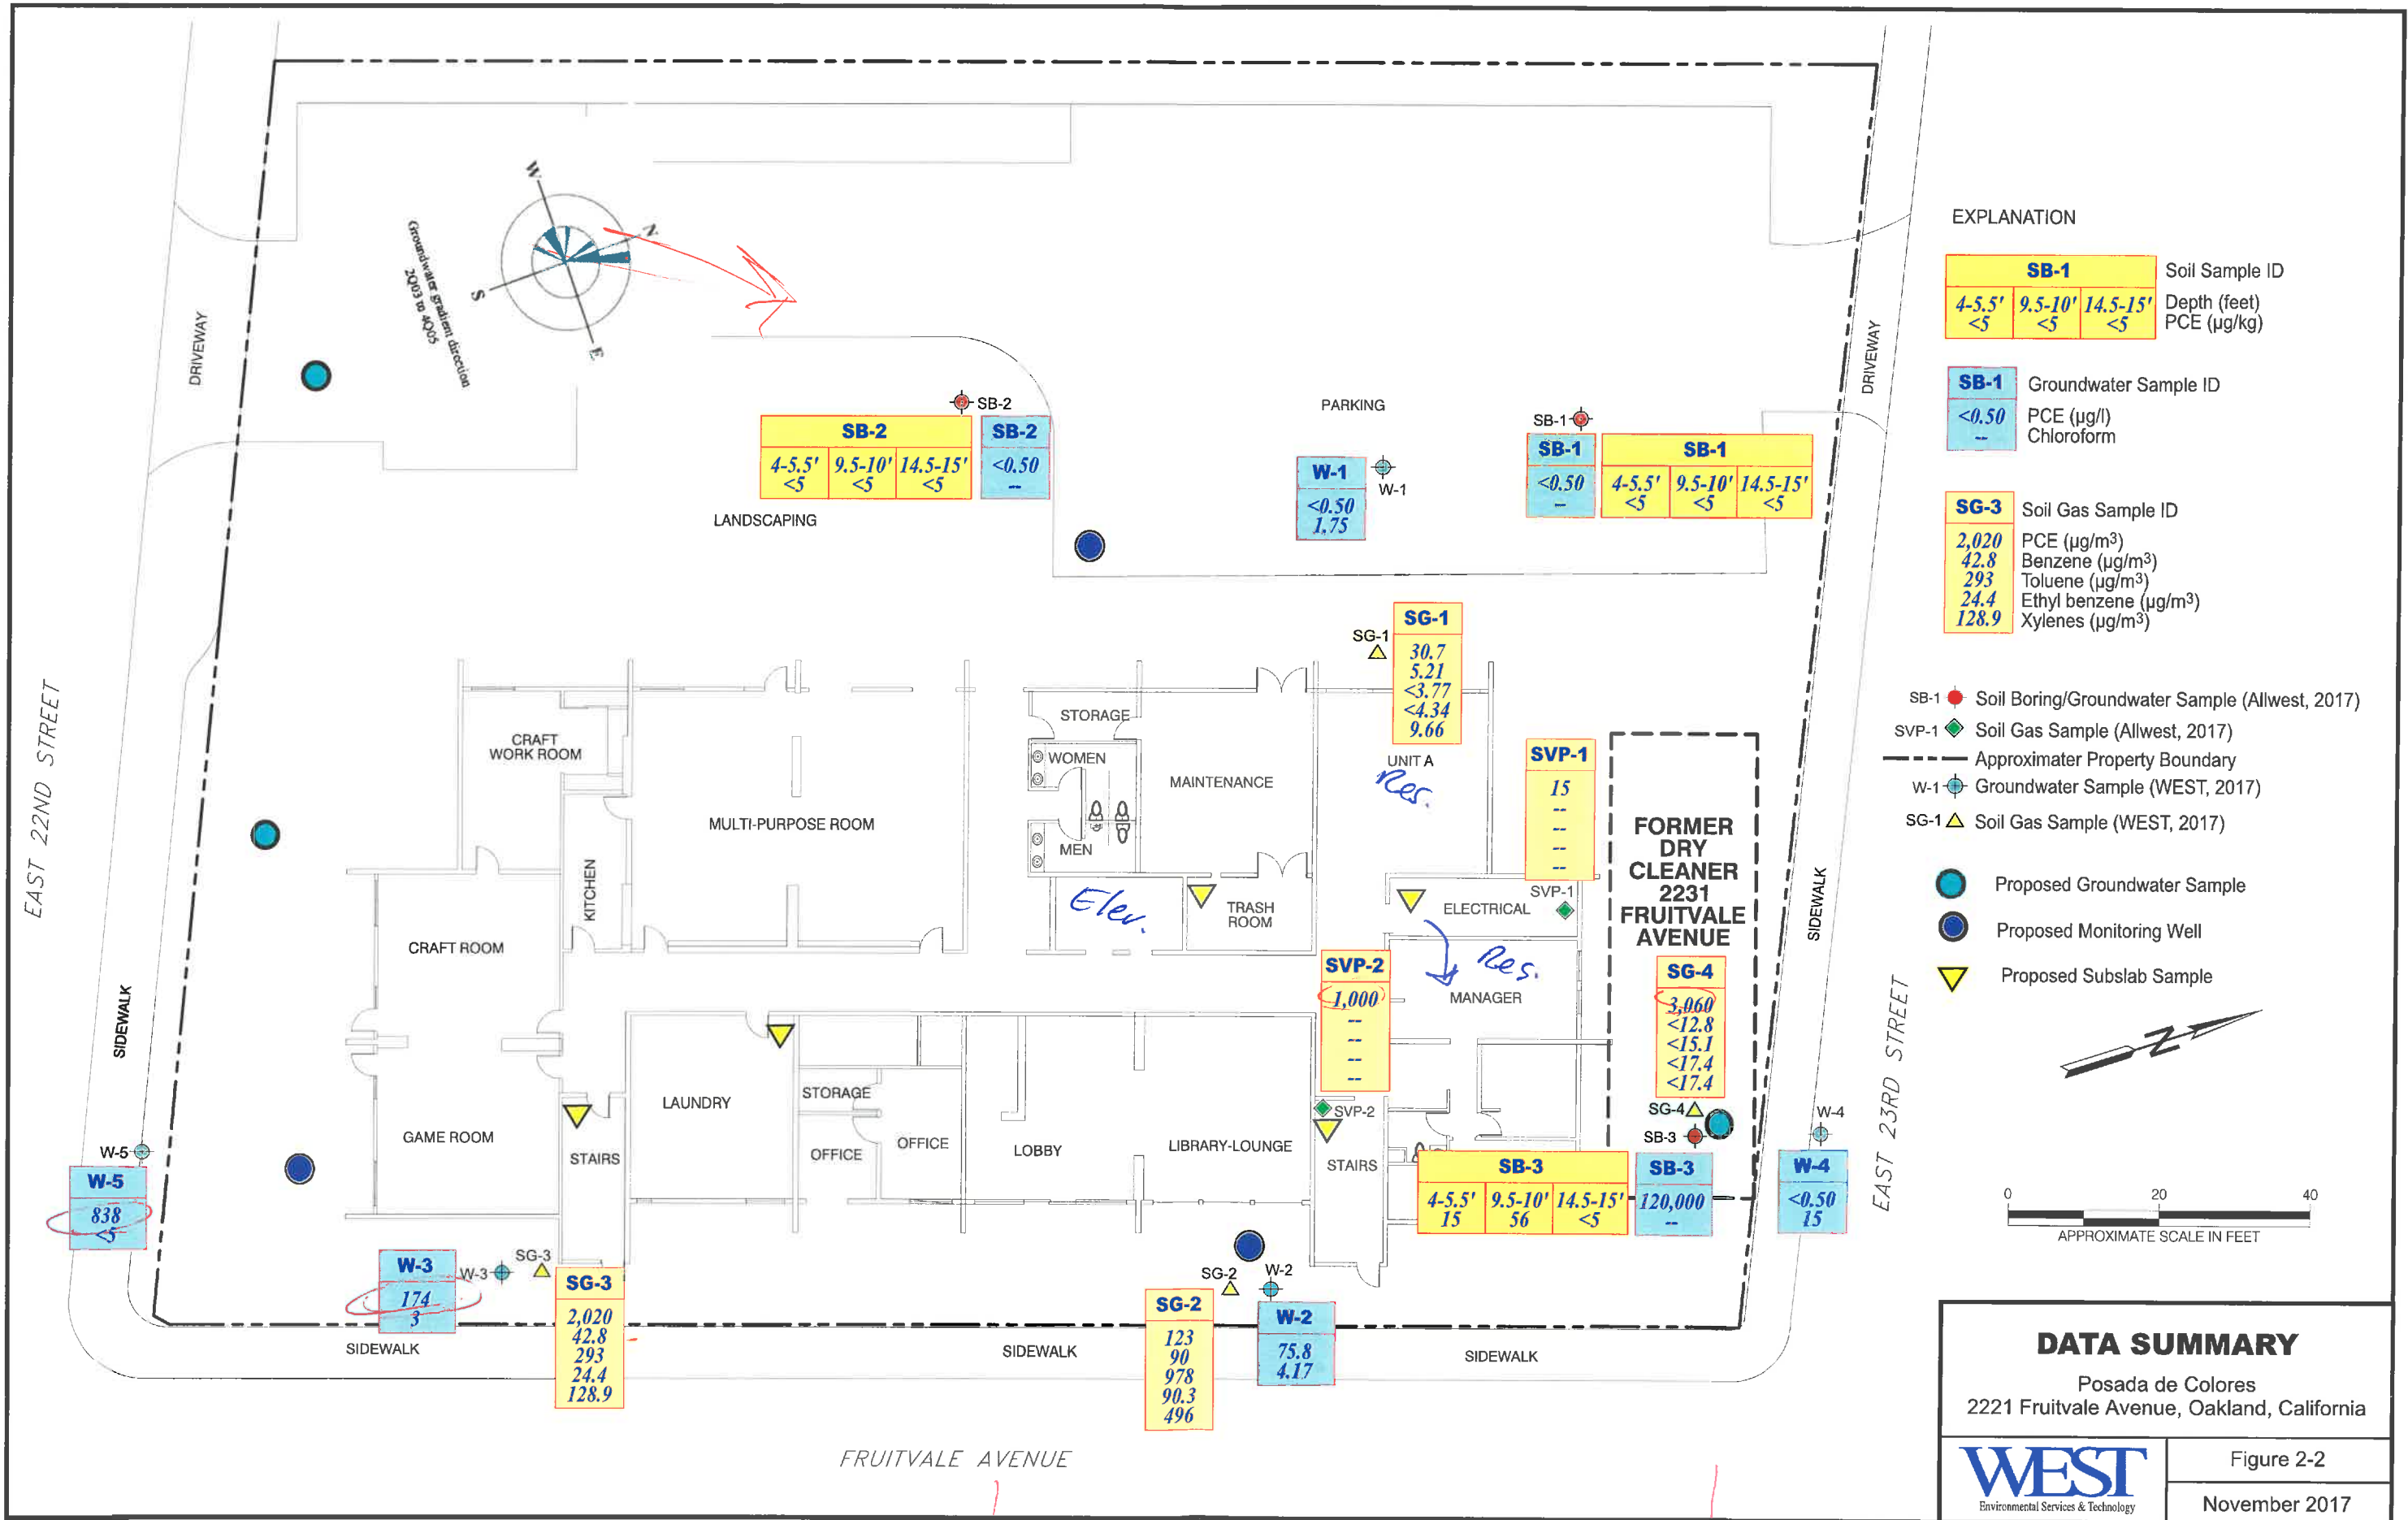 W
N
S
E
Groundwater gradient direction
2Q03 to 4Q05
DRIVEWAY
DRIVEWAY
EAST 22ND STREET
SIDEWALK
SB-2
SB-2
4-5.5' 9.5-10' 14.5-15'
<5 <5 <5
SB-2
<0.50
--
LANDSCAPING
PARKING
W-1
<0.50
1.75
W-1
SB-1
SB-1
<0.50
--
SB-1
4-5.5' 9.5-10' 14.5-15'
<5 <5 <5
SG-1
SG-1
30.7
5.21
<3.77
<4.34
9.66
UNIT A
Res.
CRAFT
WORK ROOM
KITCHEN
MULTI-PURPOSE ROOM
STORAGE
WOMEN
MEN
MAINTENANCE
Elev.
TRASH
ROOM
SVP-1
15
--
--
--
--
SVP-1
ELECTRICAL
Res.
MANAGER
FORMER
DRY
CLEANER
2231
FRUITVALE
AVENUE
SVP-2
1,000
--
--
--
--
SVP-2
SG-4
3,060
<12.8
<15.1
<17.4
<17.4
SG-4
SB-3
CRAFT ROOM
GAME ROOM
STAIRS
LAUNDRY
STORAGE
OFFICE
OFFICE
LOBBY
LIBRARY-LOUNGE
STAIRS
SB-3
4-5.5' 9.5-10' 14.5-15'
15 56 <5
SB-3
120,000
--
W-4
W-4
<0.50
15
SIDEWALK
EAST 23RD STREET
W-5
W-5
838
<5
W-3
174
3
W-3
SG-3
SG-3
2,020
42.8
293
24.4
128.9
SG-2
SG-2
123
90
978
90.3
496
W-2
W-2
75.8
4.17
SIDEWALK
SIDEWALK
SIDEWALK
FRUITVALE AVENUE
EXPLANATION
SB-1 Soil Sample ID
4-5.5' 9.5-10' 14.5-15' Depth (feet)
<5 <5 <5 PCE (µg/kg)
SB-1 Groundwater Sample ID
<0.50 PCE (µg/l)
-- Chloroform
SG-3 Soil Gas Sample ID
2,020 PCE (µg/m³)
42.8 Benzene (µg/m³)
293 Toluene (µg/m³)
24.4 Ethyl benzene (µg/m³)
128.9 Xylenes (µg/m³)
SB-1 Soil Boring/Groundwater Sample (Allwest, 2017)
SVP-1 Soil Gas Sample (Allwest, 2017)
Approximater Property Boundary
W-1 Groundwater Sample (WEST, 2017)
SG-1 Soil Gas Sample (WEST, 2017)
Proposed Groundwater Sample
Proposed Monitoring Well
Proposed Subslab Sample
N
0 20 40
APPROXIMATE SCALE IN FEET
DATA SUMMARY
Posada de Colores
2221 Fruitvale Avenue, Oakland, California
WEST
Environmental Services & Technology
Figure 2-2
November 2017